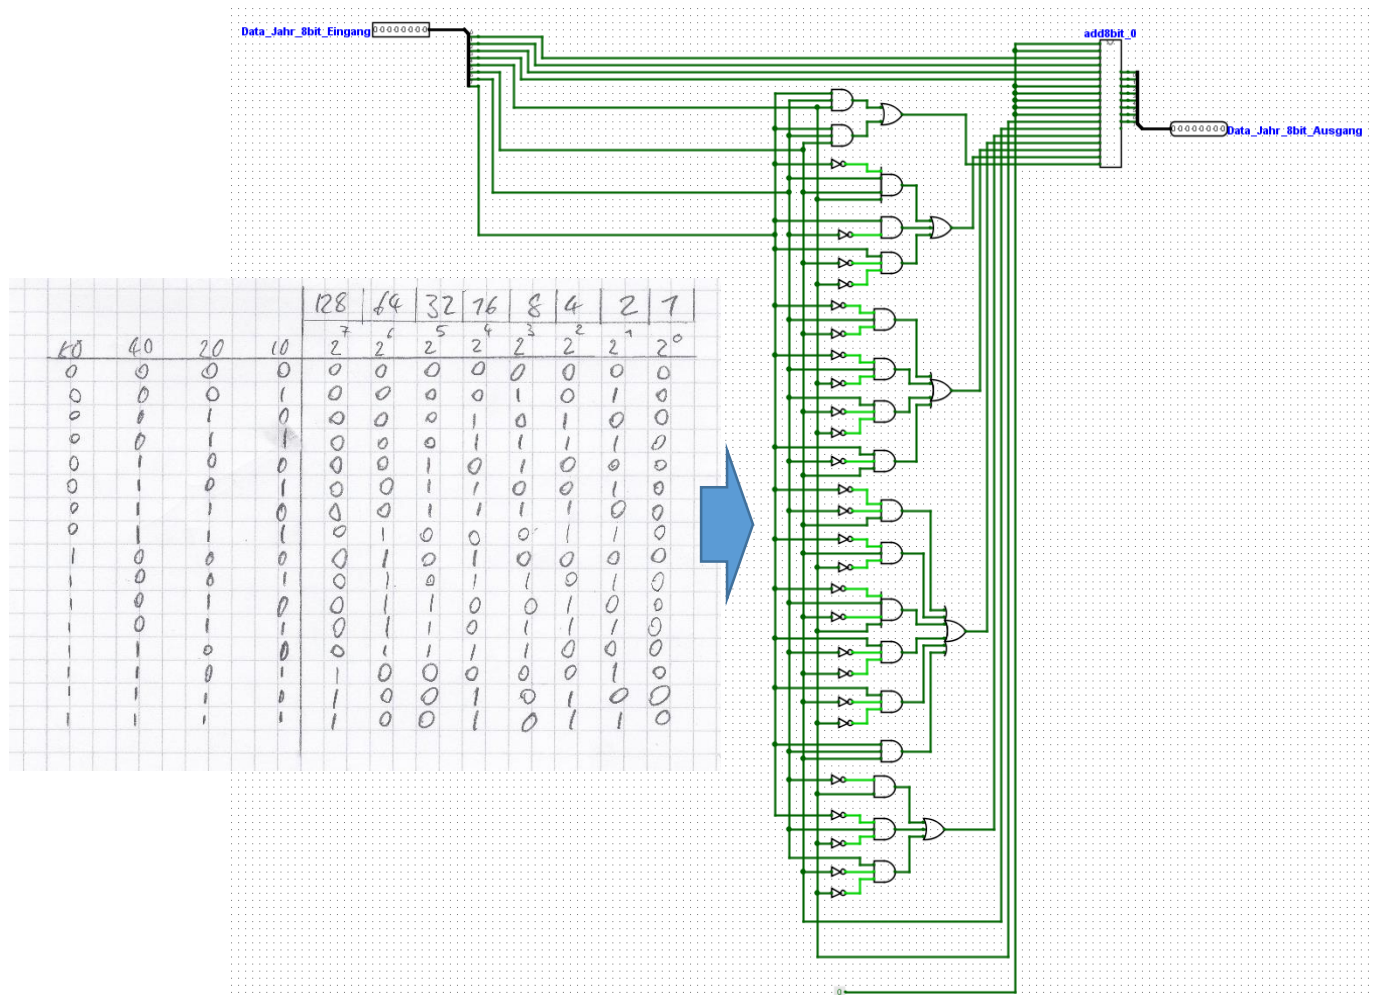 Data_Jahr_8bit_Eingang 00000000
add8bit_0
00000000 Data_Jahr_8bit_Ausgang
128 64 32 16 8 4 2 1
80 40 20 10 2⁷ 2⁶ 2⁵ 2⁴ 2³ 2² 2¹ 2⁰
0 0 0 0 0 0 0 0 0 0 0 0
0 0 0 1 0 0 0 0 1 0 1 0
0 0 1 0 0 0 0 1 0 1 0 0
0 0 1 1 0 0 0 1 1 1 1 0
0 1 0 0 0 0 1 0 1 0 0 0
0 1 0 1 0 0 1 1 0 0 1 0
0 1 1 0 0 0 1 1 1 1 0 0
0 1 1 1 0 1 0 0 0 1 1 0
1 0 0 0 0 1 0 1 0 0 0 0
1 0 0 1 0 1 0 1 1 0 1 0
1 0 1 0 0 1 1 0 0 1 0 0
1 0 1 1 0 1 1 0 1 1 1 0
1 1 0 0 0 1 1 1 1 0 0 0
1 1 0 1 1 0 0 0 0 0 1 0
1 1 1 0 1 0 0 1 0 1 0 0
1 1 1 1 1 0 0 1 0 1 1 0
0